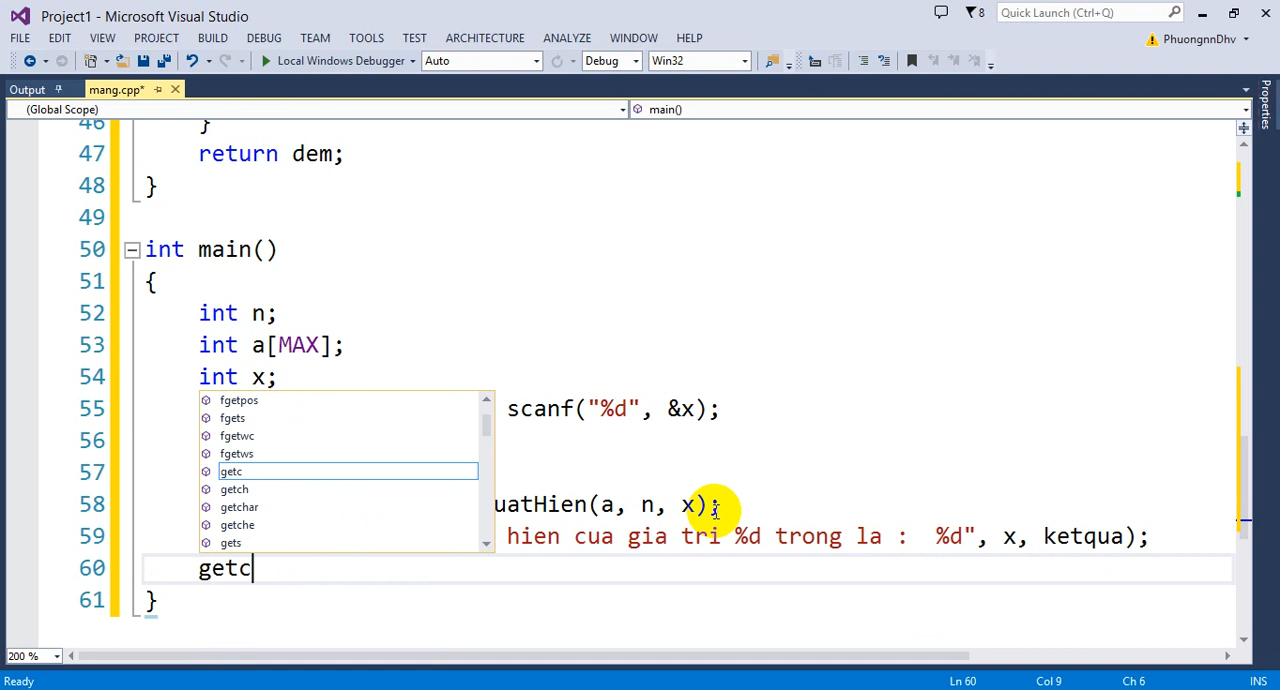 Project1 - Microsoft Visual Studio
8
Quick Launch (Ctrl+Q)
FILE EDIT VIEW PROJECT BUILD DEBUG TEAM TOOLS TEST ARCHITECTURE ANALYZE WINDOW HELP
PhuongnnDhv
Local Windows Debugger Auto Debug Win32
Output mang.cpp*
Properties
(Global Scope) main()
46 }
47 return dem;
48 }
49
50 int main()
51 {
52 int n;
53 int a[MAX];
54 int x;
fgetpos
55 scanf("%d", &x);
fgets
56
fgetwc
fgetws
57
getc
getch
58 uatHien(a, n, x);
getchar
getche
59 hien cua gia tri %d trong la :  %d", x, ketqua);
gets
60 getc
61 }
200 %
Ready Ln 60 Col 9 Ch 6 INS